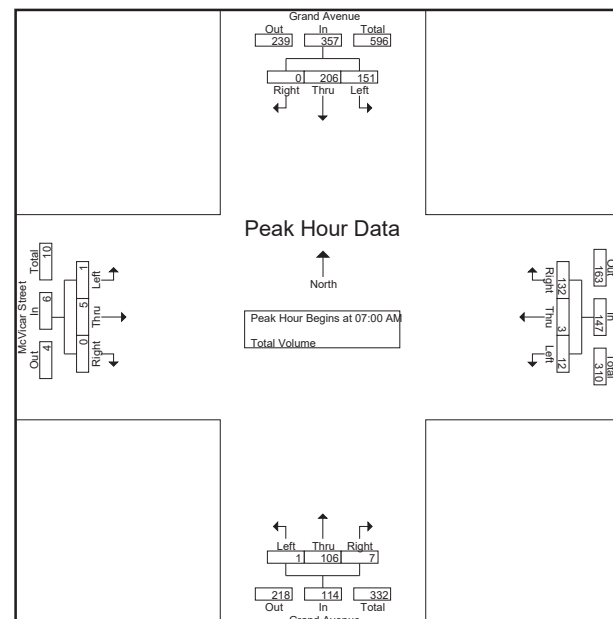 Grand Avenue
Out In Total
239 357 596
0 206 151
Right Thru Left
Peak Hour Data
North
Peak Hour Begins at 07:00 AM
Total Volume
McVicar Street
Total In Out
10 6 4
1 5 0
Left Thru Right
Right Thru Left
132 3 12
Out In Total
163 147 310
Left Thru Right
1 106 7
218 114 332
Out In Total
Grand Avenue